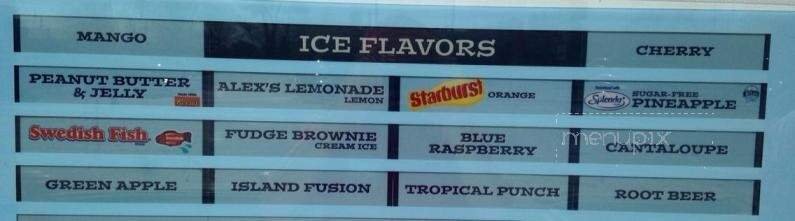 MANGO
ICE FLAVORS
CHERRY
PEANUT BUTTER
& JELLY
ALEX'S LEMONADE
LEMON
Starburst
ORANGE
Splenda
SUGAR-FREE
PINEAPPLE
Swedish Fish
FUDGE BROWNIE
CREAM ICE
BLUE
RASPBERRY
menupix
CANTALOUPE
GREEN APPLE
ISLAND FUSION
TROPICAL PUNCH
ROOT BEER